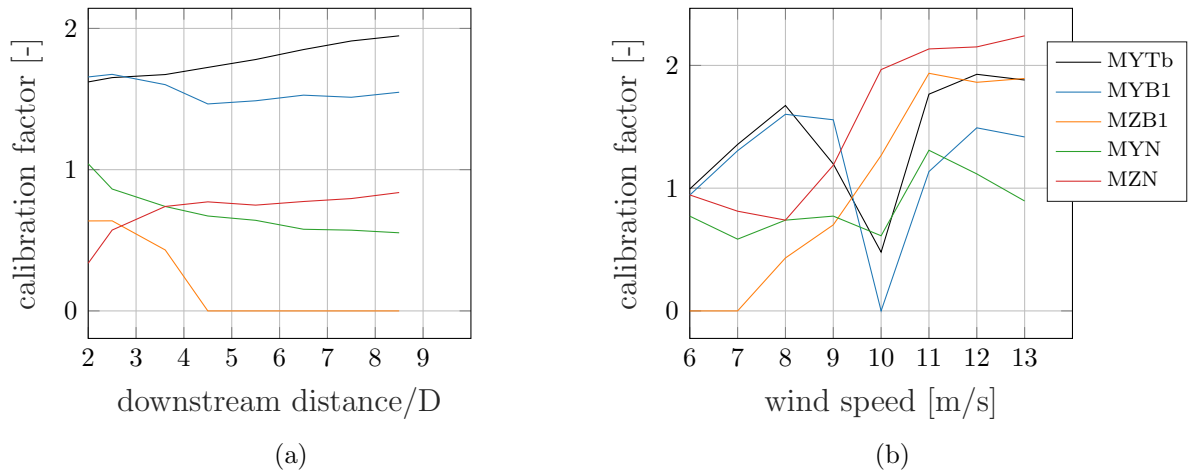 calibration factor [-]
2
1
0
2 3 4 5 6 7 8 9
downstream distance/D
(a)
calibration factor [-]
2
1
0
6 7 8 9 10 11 12 13
wind speed [m/s]
(b)
MYTb
MYB1
MZB1
MYN
MZN